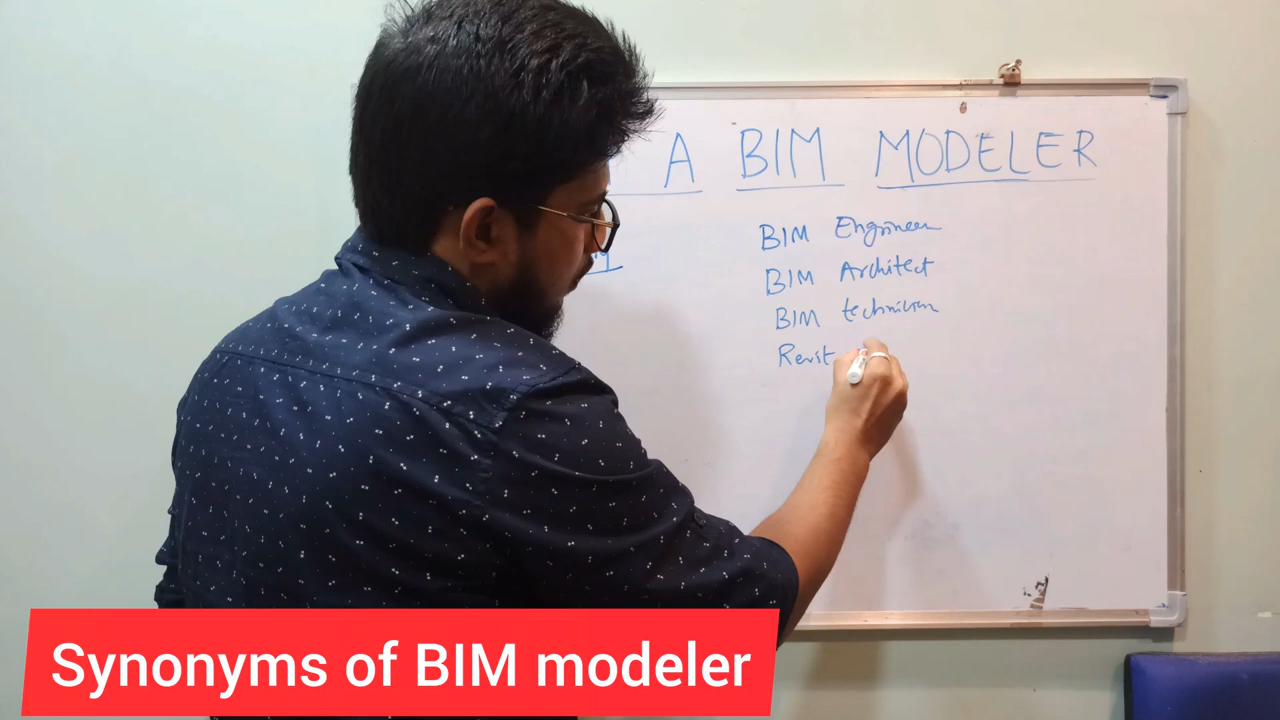 A BIM MODELER
BIM Engineer
BIM Architect
BIM technician
Revit
Synonyms of BIM modeler